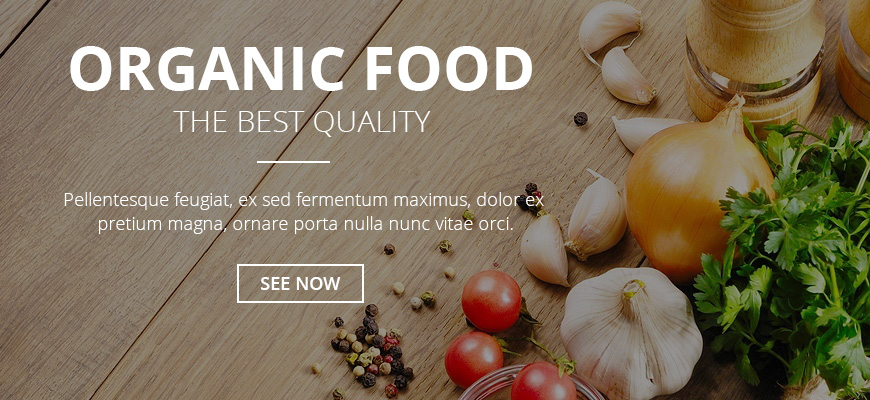 ORGANIC FOOD
THE BEST QUALITY
Pellentesque feugiat, ex sed fermentum maximus, dolor ex
pretium magna, ornare porta nulla nunc vitae orci.
SEE NOW